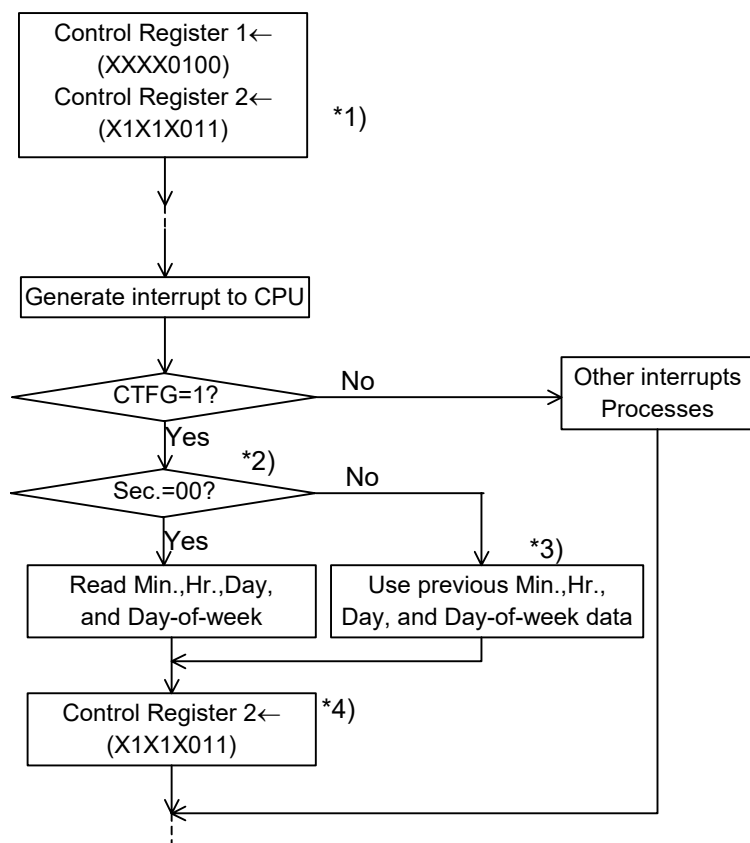 Control Register 1←
(XXXX0100)
Control Register 2←
(X1X1X011)
*1)
Generate interrupt to CPU
CTFG=1?
No
Other interrupts
Processes
Yes
*2)
Sec.=00?
No
Yes
*3)
Read Min.,Hr.,Day,
and Day-of-week
Use previous Min.,Hr.,
Day, and Day-of-week data
Control Register 2←
(X1X1X011)
*4)